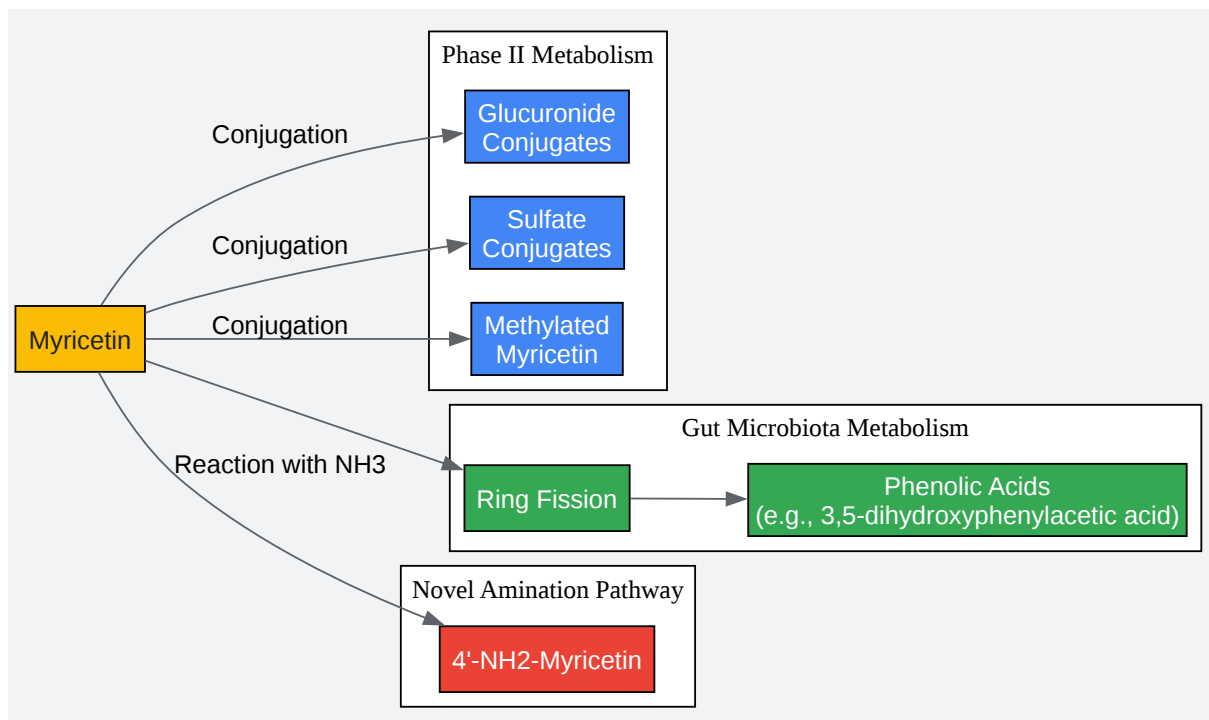 Phase II Metabolism
Glucuronide
Conjugates
Conjugation
Sulfate
Conjugates
Conjugation
Methylated
Myricetin
Conjugation
Myricetin
Gut Microbiota Metabolism
Ring Fission
Phenolic Acids
(e.g., 3,5-dihydroxyphenylacetic acid)
Reaction with NH3
Novel Amination Pathway
4'-NH2-Myricetin